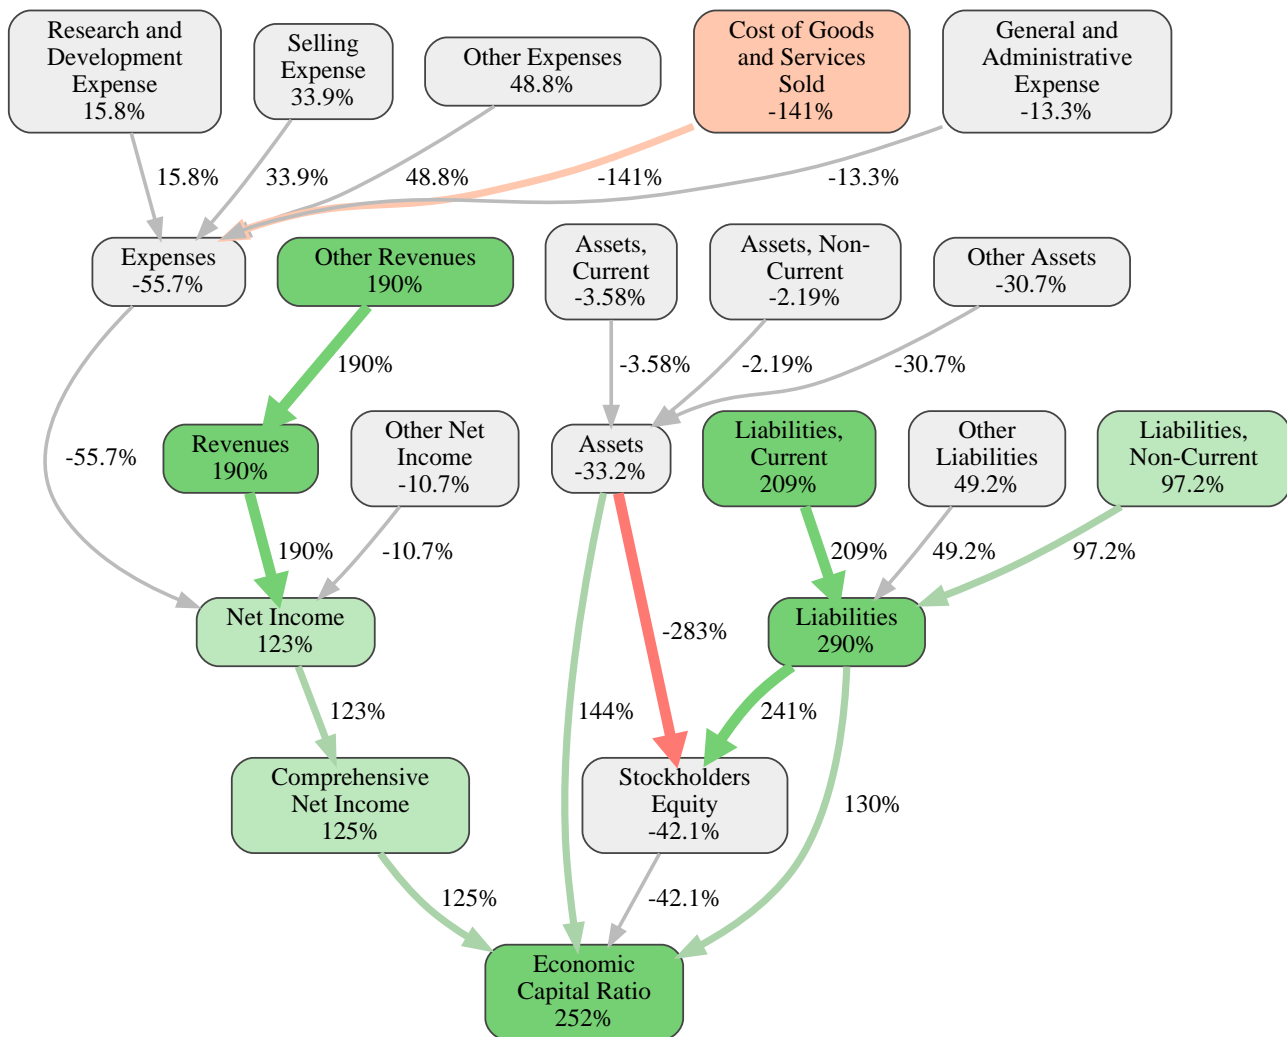 Research and
Development
Expense
15.8%
Selling
Expense
33.9%
Other Expenses
48.8%
Cost of Goods
and Services
Sold
-141%
General and
Administrative
Expense
-13.3%
15.8%
33.9%
48.8%
-141%
-13.3%
Expenses
-55.7%
Other Revenues
190%
Assets,
Current
-3.58%
Assets, Non-
Current
-2.19%
Other Assets
-30.7%
190%
-3.58%
-2.19%
-30.7%
-55.7%
Revenues
190%
Other Net
Income
-10.7%
Assets
-33.2%
Liabilities,
Current
209%
Other
Liabilities
49.2%
Liabilities,
Non-Current
97.2%
190%
-10.7%
209%
49.2%
97.2%
Net Income
123%
-283%
Liabilities
290%
123%
144%
241%
Comprehensive
Net Income
125%
Stockholders
Equity
-42.1%
130%
125%
-42.1%
Economic
Capital Ratio
252%